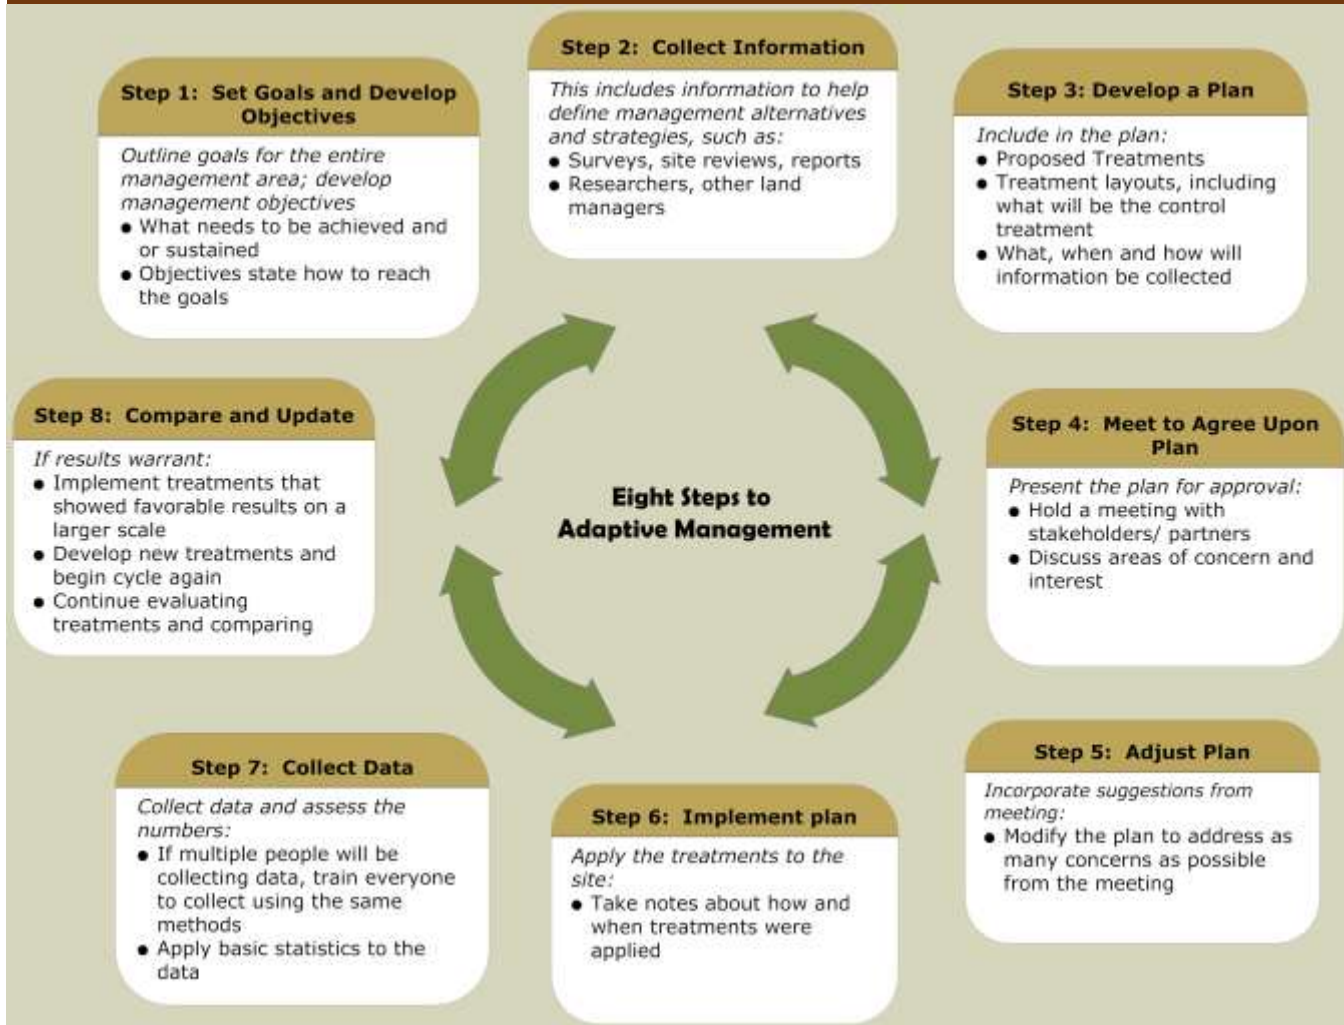 Step 1:  Set Goals and Develop
Objectives
Outline goals for the entire
management area; develop
management objectives
● What needs to be achieved and
or sustained
● Objectives state how to reach
the goals
Step 2:  Collect Information
This includes information to help
define management alternatives
and strategies, such as:
● Surveys, site reviews, reports
● Researchers, other land
managers
Step 3: Develop a Plan
Include in the plan:
● Proposed Treatments
● Treatment layouts, including
what will be the control
treatment
● What, when and how will
information be collected
Step 4:  Meet to Agree Upon
Plan
Present the plan for approval:
● Hold a meeting with
stakeholders/ partners
● Discuss areas of concern and
interest
Step 5:  Adjust Plan
Incorporate suggestions from
meeting:
● Modify the plan to address as
many concerns as possible
from the meeting
Step 6:  Implement plan
Apply the treatments to the
site:
● Take notes about how and
when treatments were
applied
Step 7:  Collect Data
Collect data and assess the
numbers:
● If multiple people will be
collecting data, train everyone
to collect using the same
methods
● Apply basic statistics to the
data
Step 8:  Compare and Update
If results warrant:
● Implement treatments that
showed favorable results on a
larger scale
● Develop new treatments and
begin cycle again
● Continue evaluating
treatments and comparing
Eight Steps to
Adaptive Management